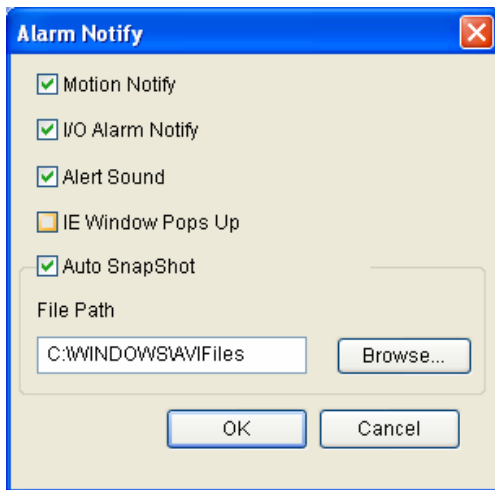 Alarm Notify
Motion Notify
I/O Alarm Notify
Alert Sound
IE Window Pops Up
Auto SnapShot
File Path
C:\WINDOWS\AVIFiles
Browse...
OK
Cancel